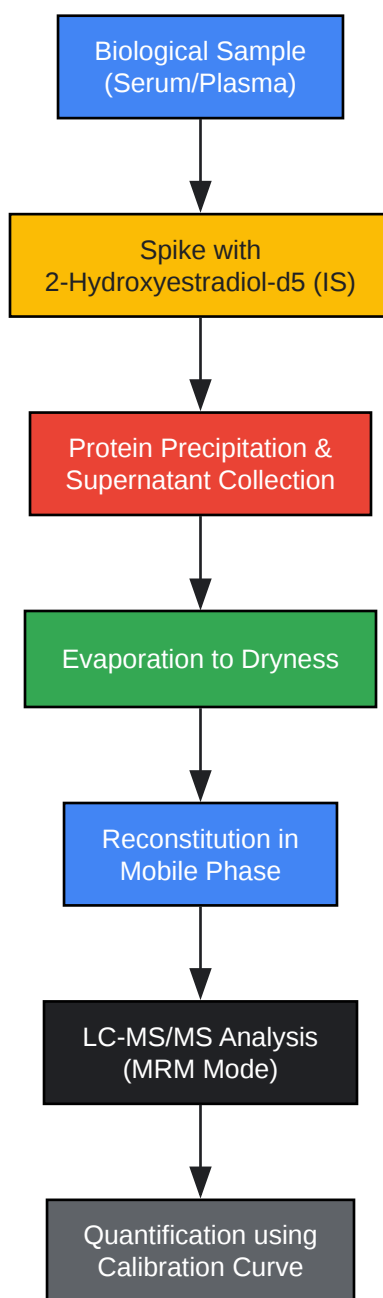 Biological Sample
(Serum/Plasma)
Spike with
2-Hydroxyestradiol-d5 (IS)
Protein Precipitation &
Supernatant Collection
Evaporation to Dryness
Reconstitution in
Mobile Phase
LC-MS/MS Analysis
(MRM Mode)
Quantification using
Calibration Curve